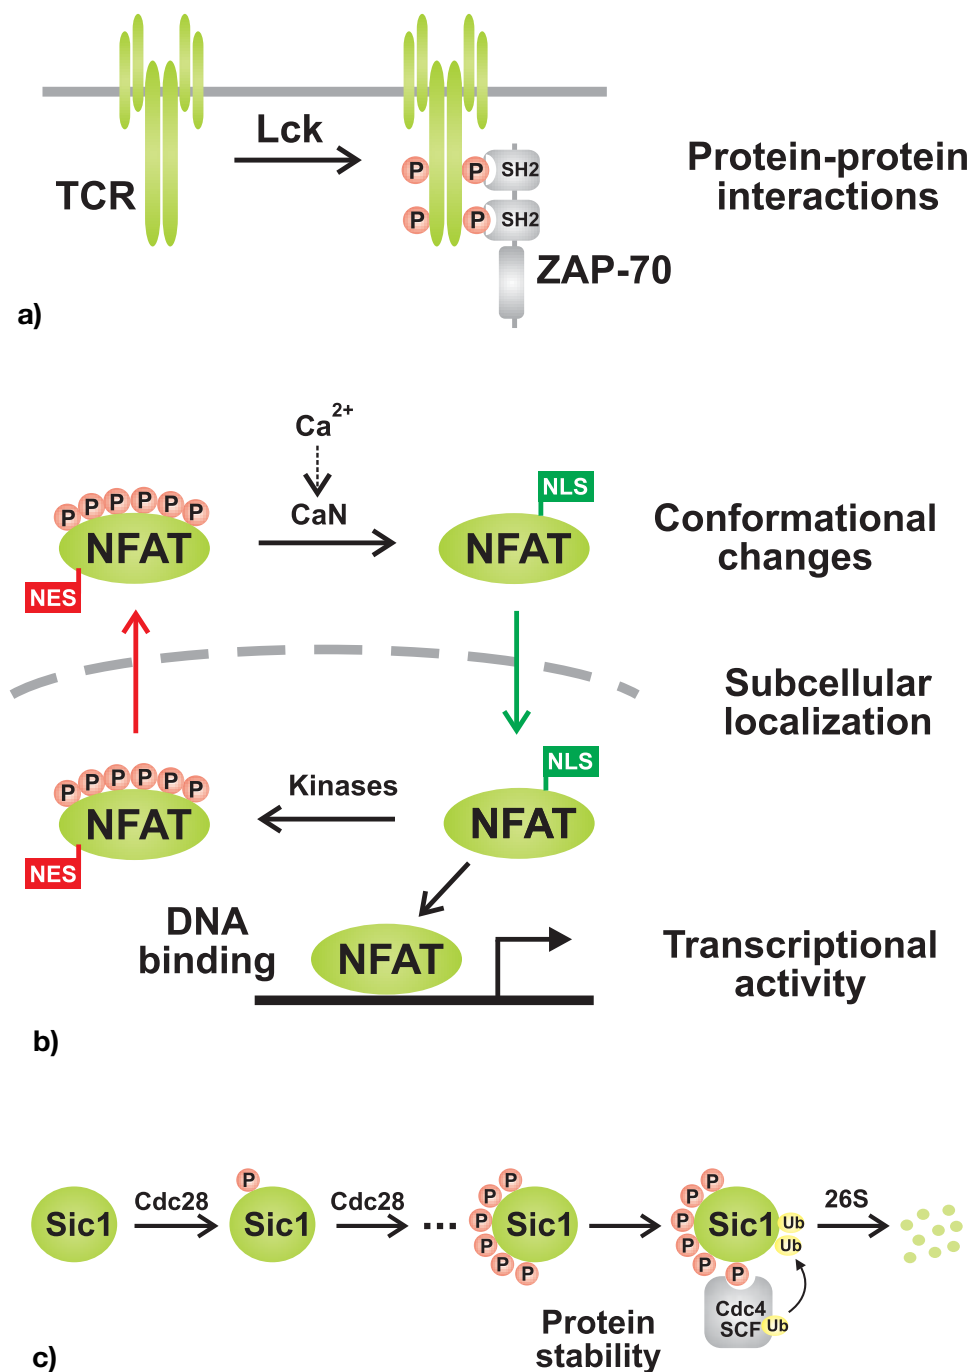 Lck
TCR
P
P
SH2
P
P
SH2
ZAP-70
Protein-protein
interactions
a)
Ca2+
CaN
P P P P P P
NFAT
NES
NLS
NFAT
Conformational
changes
Subcellular
localization
P P P P P P
NFAT
NES
Kinases
NLS
NFAT
DNA
binding
NFAT
Transcriptional
activity
b)
Sic1
Cdc28
P
Sic1
Cdc28
...
P
P
P
P
P
P
P
Sic1
P
P
P
P
P
P
P
Sic1
Ub
Ub
Cdc4
SCF
Ub
26S
Protein
stability
c)